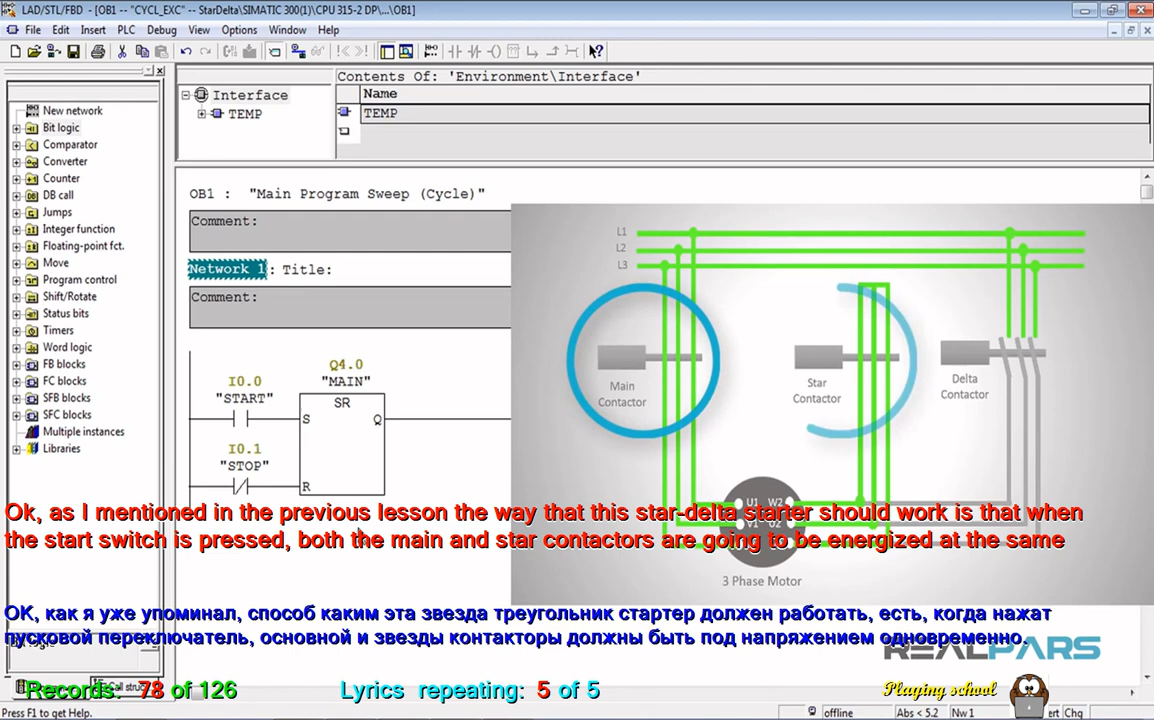 LAD/STL/FBD - [OB1 -- "CYCL_EXC" -- StarDelta\SIMATIC 300(1)\CPU 315-2 DP\...\OB1]
File Edit Insert PLC Debug View Options Window Help
Contents Of: 'Environment\Interface'
Interface
TEMP
Name
TEMP
New network
Bit logic
Comparator
Converter
Counter
DB call
Jumps
Integer function
Floating-point fct.
Move
Program control
Shift/Rotate
Status bits
Timers
Word logic
FB blocks
FC blocks
SFB blocks
SFC blocks
Multiple instances
Libraries
OB1 : "Main Program Sweep (Cycle)"
Comment:
Network 1: Title:
Comment:
Q4.0
I0.0 "MAIN"
"START" SR
S Q
I0.1
"STOP"
R
L1
L2
L3
Main
Contactor
Star
Contactor
Delta
Contactor
U1 W2
V1 U2
3 Phase Motor
Ok, as I mentioned in the previous lesson the way that this star-delta starter should work is that when
the start switch is pressed, both the main and star contactors are going to be energized at the same
ОК, как я уже упоминал, способ каким эта звезда треугольник стартер должен работать, есть, когда нажат
пусковой переключатель, основной и звезды контакторы должны быть под напряжением одновременно.
REALPARS
Records: 78 of 126
Lyrics repeating: 5 of 5
Playing school
Press F1 to get Help.
offline
Abs < 5.2
Nw 1
Chg